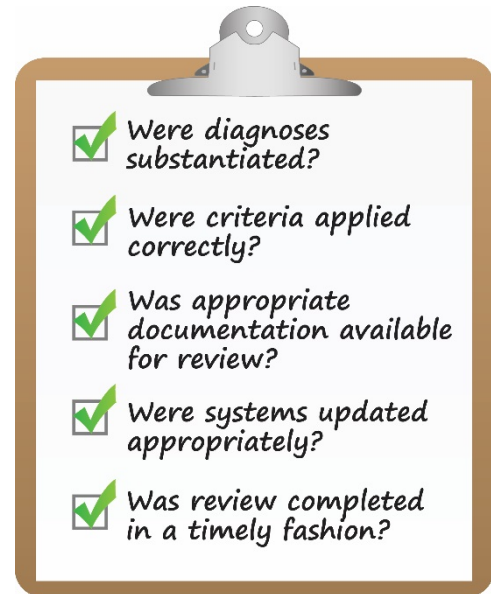 Were diagnoses
substantiated?
Were criteria applied
correctly?
Was appropriate
documentation available
for review?
Were systems updated
appropriately?
Was review completed
in a timely fashion?